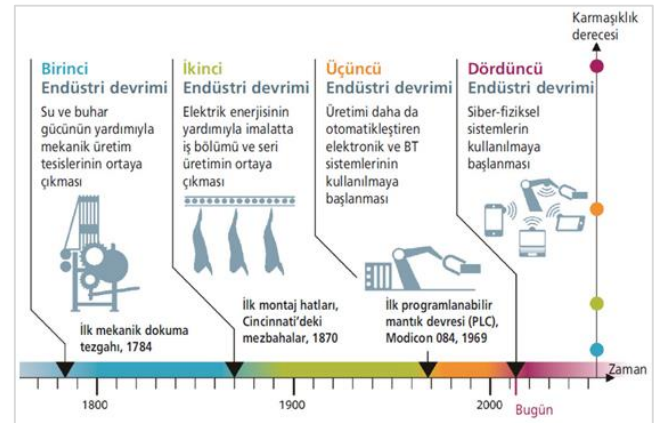 Karmaşıklık
derecesi
Birinci
Endüstri devrimi
Su ve buhar
gücünün yardımıyla
mekanik üretim
tesislerinin ortaya
çıkması
İkinci
Endüstri devrimi
Elektrik enerjisinin
yardımıyla imalatta
iş bölümü ve seri
üretimin ortaya
çıkması
Üçüncü
Endüstri devrimi
Üretimi daha da
otomatikleştiren
elektronik ve BT
sistemlerinin
kullanılmaya
başlanması
Dördüncü
Endüstri devrimi
Siber-fiziksel
sistemlerin
kullanılmaya
başlanması
İlk mekanik dokuma
tezgahı, 1784
İlk montaj hatları,
Cincinnati'deki
mezbahalar, 1870
İlk programlanabilir
mantık devresi (PLC),
Modicon 084, 1969
Zaman
1800
1900
2000
Bugün